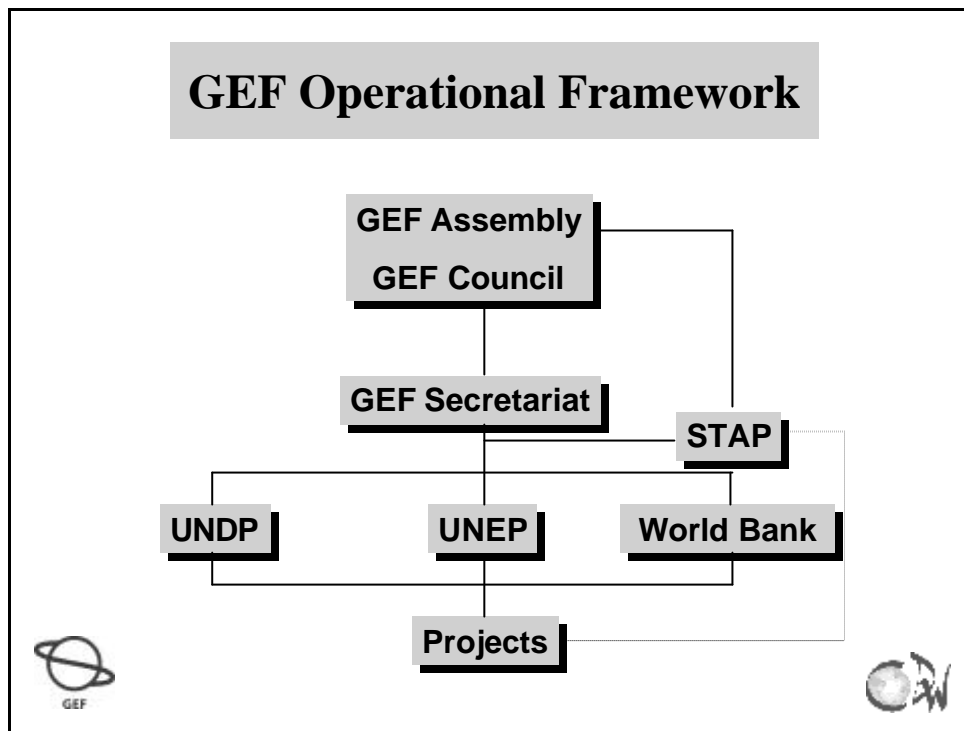 GEF Operational Framework
GEF Assembly
GEF Council
GEF Secretariat
STAP
UNDP
UNEP
World Bank
Projects
GEF